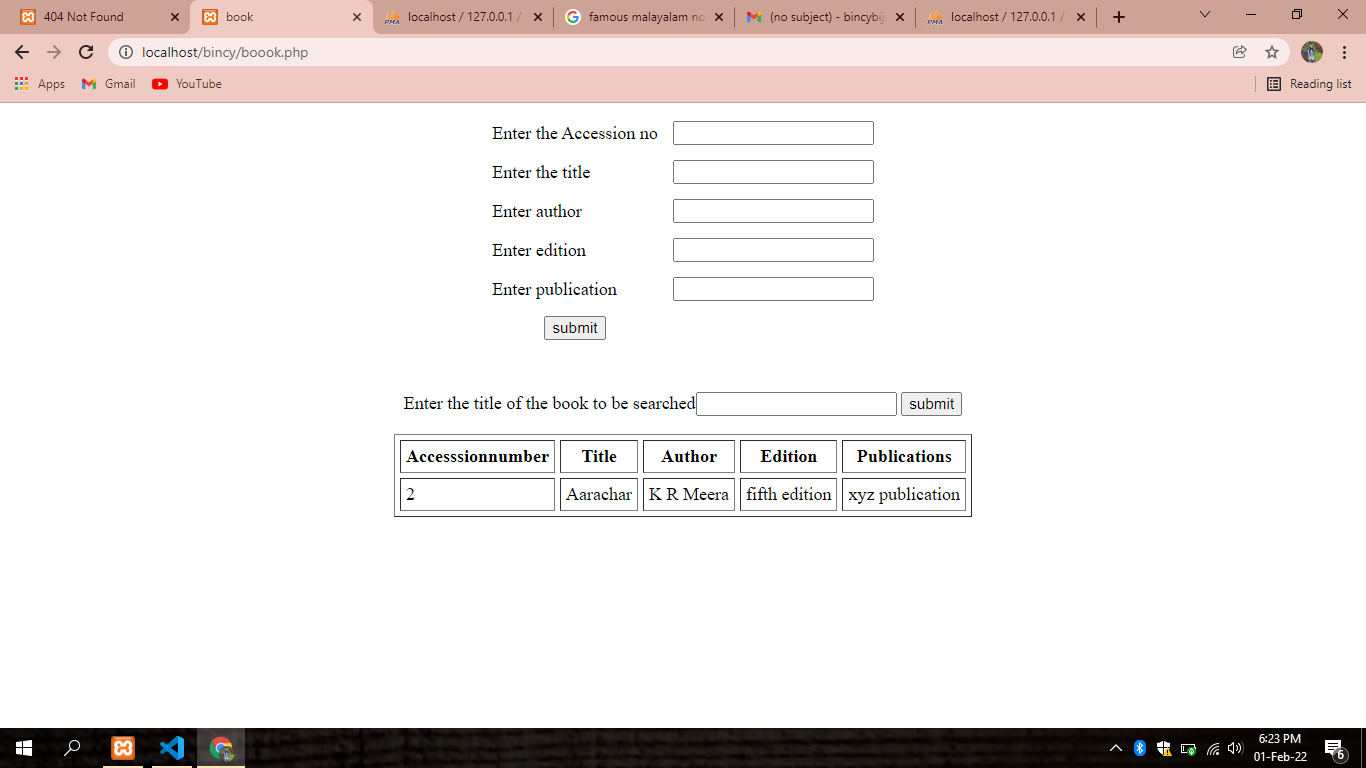 404 Not Found
book
localhost / 127.0.0.1 /
famous malayalam no
(no subject) - bincybij
localhost / 127.0.0.1 /
localhost/bincy/boook.php
Apps Gmail YouTube Reading list
Enter the Accession no
Enter the title
Enter author
Enter edition
Enter publication
submit
Enter the title of the book to be searched submit
Accesssionnumber Title Author Edition Publications
2 Aarachar K R Meera fifth edition xyz publication
6:23 PM
01-Feb-22
6